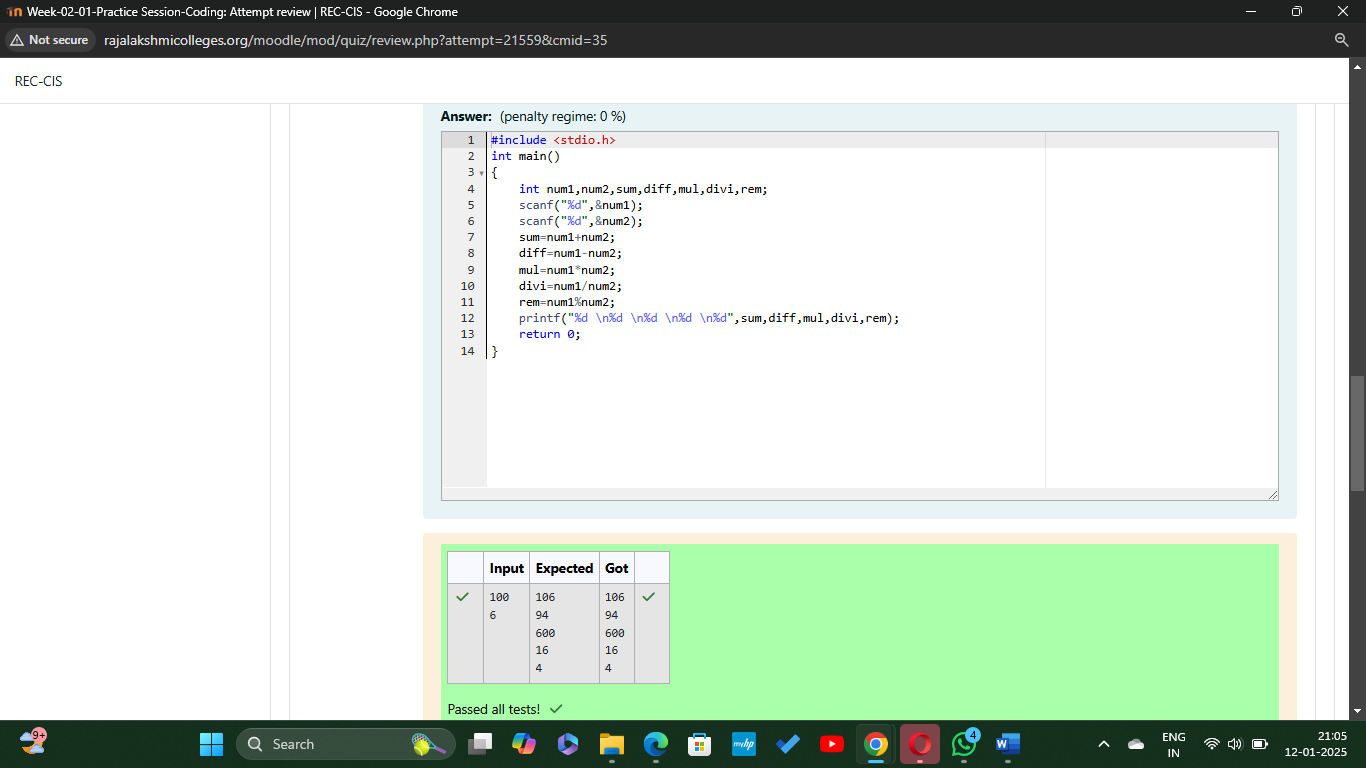 Week-02-01-Practice Session-Coding: Attempt review | REC-CIS - Google Chrome
Not secure rajalakshmicolleges.org/moodle/mod/quiz/review.php?attempt=21559&cmid=35
REC-CIS
Answer: (penalty regime: 0 %)
1 #include <stdio.h>
2 int main()
3 {
4 int num1,num2,sum,diff,mul,divi,rem;
5 scanf("%d",&num1);
6 scanf("%d",&num2);
7 sum=num1+num2;
8 diff=num1-num2;
9 mul=num1*num2;
10 divi=num1/num2;
11 rem=num1%num2;
12 printf("%d \n%d \n%d \n%d \n%d",sum,diff,mul,divi,rem);
13 return 0;
14 }
Input Expected Got
100 106 106
6 94 94
600 600
16 16
4 4
Passed all tests!
9+
Search
myhp
4
W
ENG
IN
21:05
12-01-2025